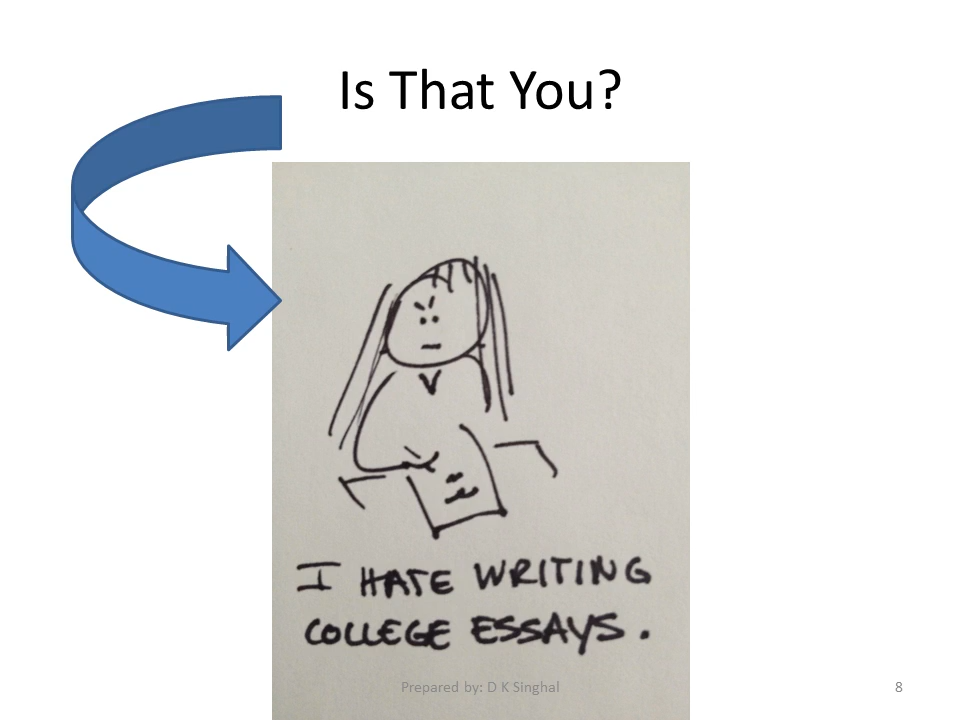 Is That You?
I HATE WRITING
COLLEGE ESSAYS.
Prepared by: D K Singhal
8